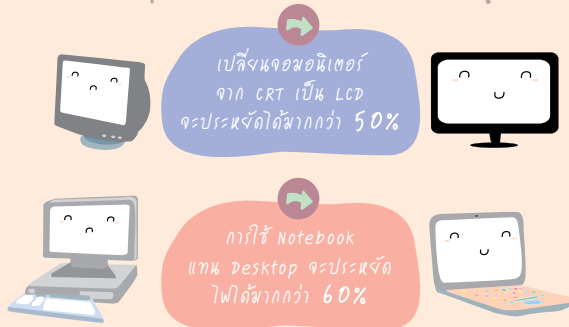 เปลี่ยนจอมอนิเตอร์
จาก CRT เป็น LCD
จะประหยัดได้มากกว่า 50%
การใช้ Notebook
แทน Desktop จะประหยัด
ไฟได้มากกว่า 60%